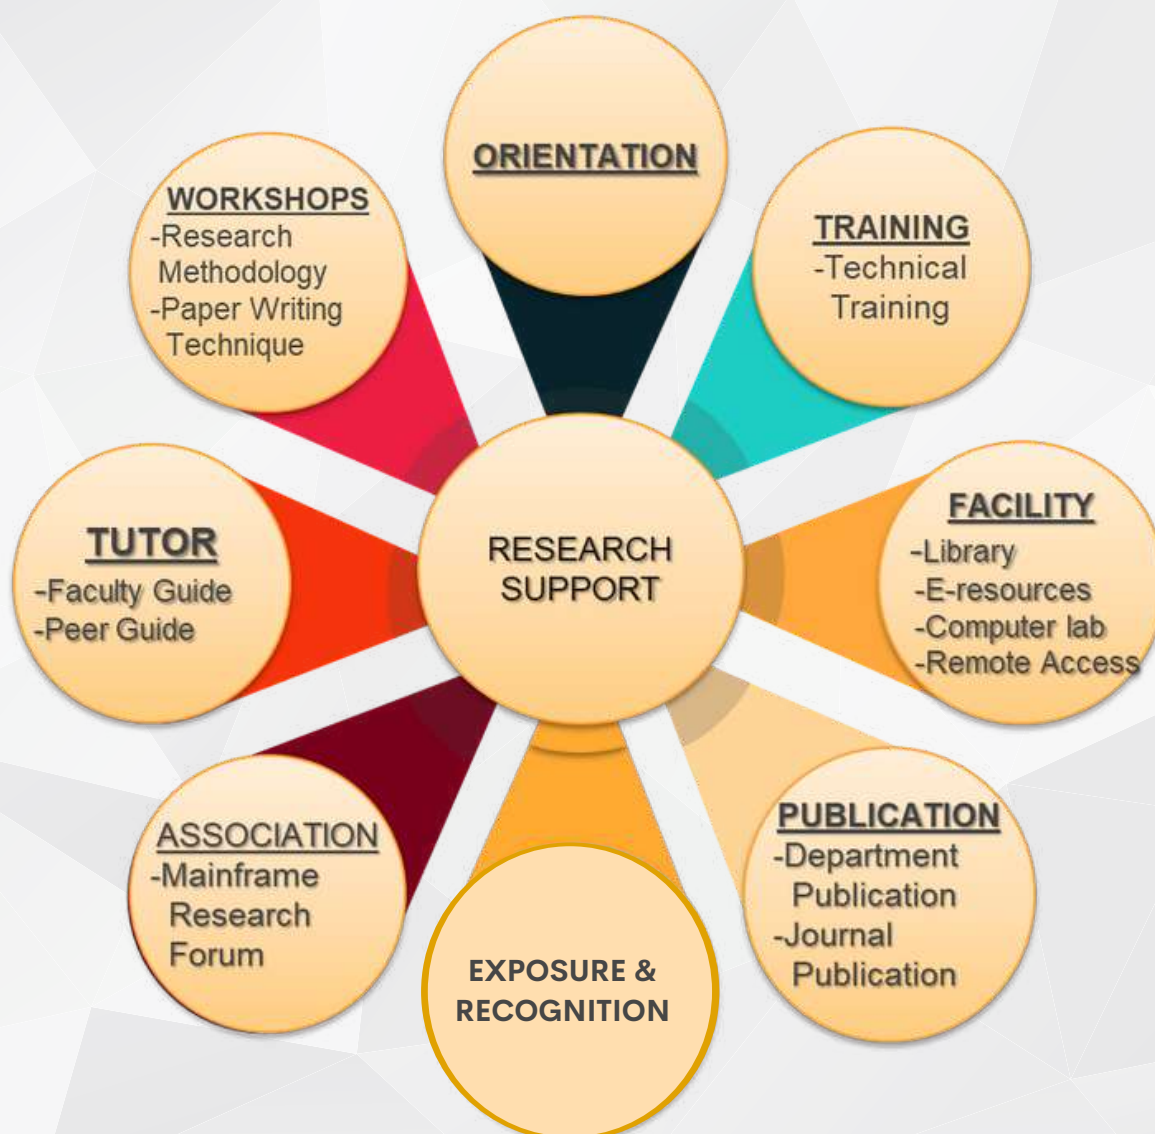 ORIENTATION
WORKSHOPS
-Research
Methodology
-Paper Writing
Technique
TRAINING
-Technical
Training
TUTOR
-Faculty Guide
-Peer Guide
RESEARCH
SUPPORT
FACILITY
-Library
-E-resources
-Computer lab
-Remote Access
ASSOCIATION
-Mainframe
Research
Forum
EXPOSURE &
RECOGNITION
PUBLICATION
-Department
Publication
-Journal
Publication